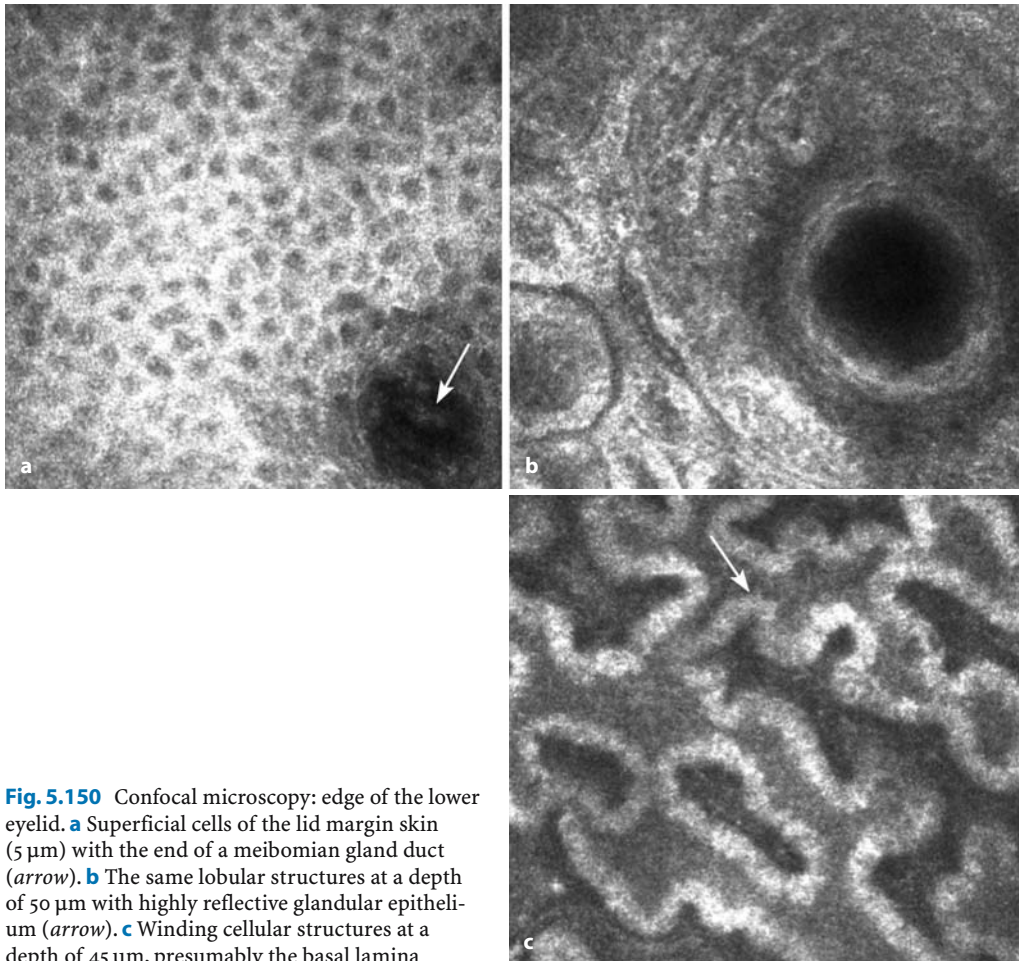 a
b
c
Fig. 5.150 Confocal microscopy: edge of the lower
eyelid. a Superficial cells of the lid margin skin
(5 µm) with the end of a meibomian gland duct
(arrow). b The same lobular structures at a depth
of 50 µm with highly reflective glandular epitheli-
um (arrow). c Winding cellular structures at a
depth of 45 µm, presumably the basal lamina